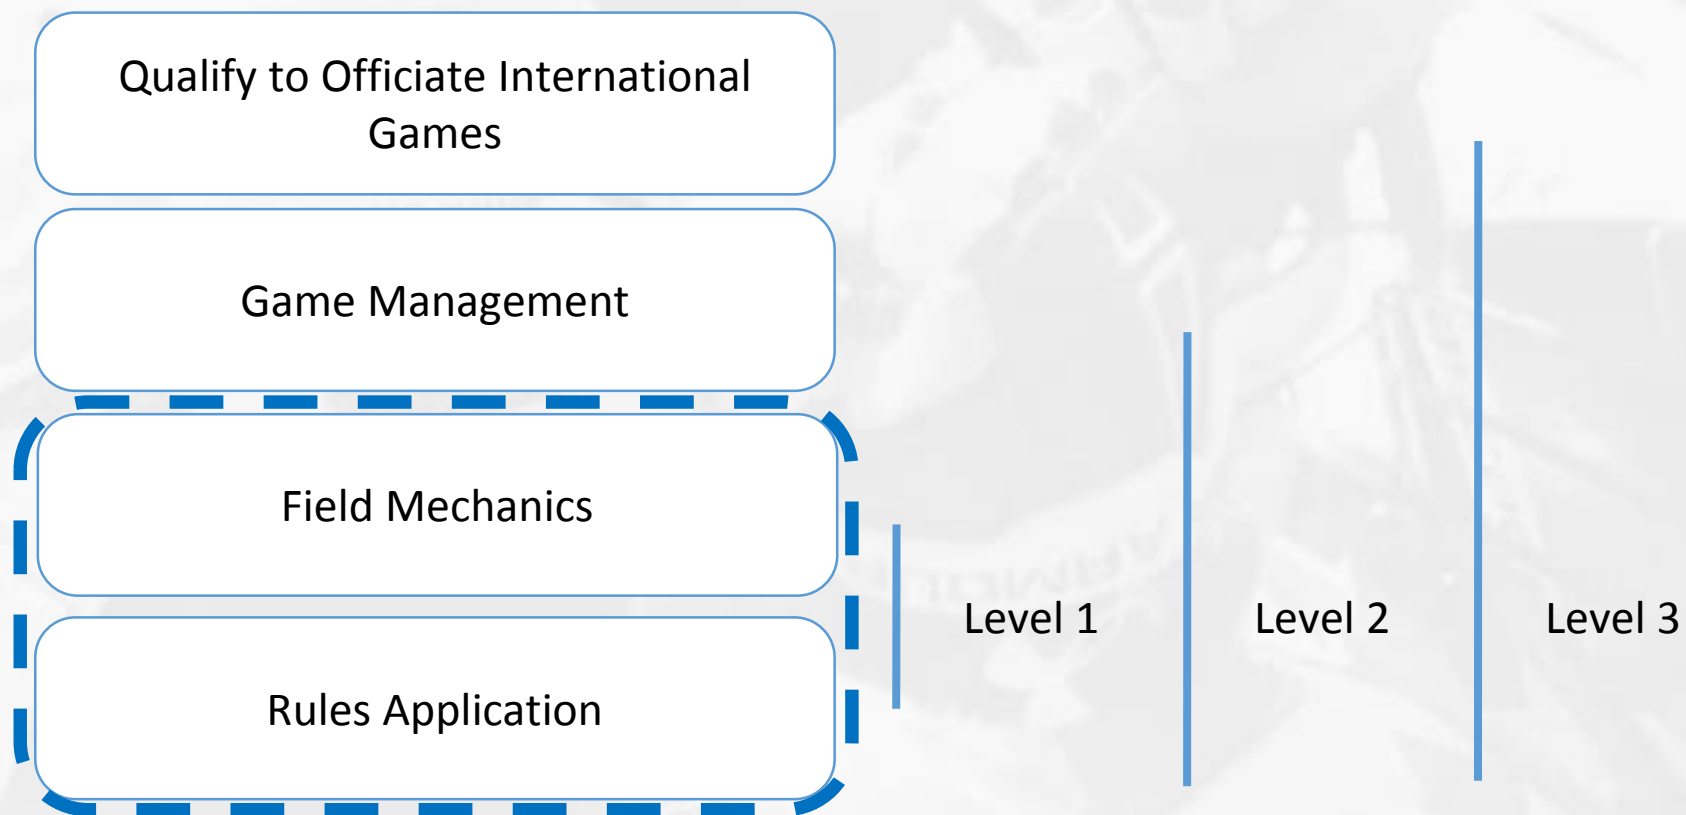 Qualify to Officiate International
Games
Game Management
Field Mechanics
Rules Application
Level 1
Level 2
Level 3